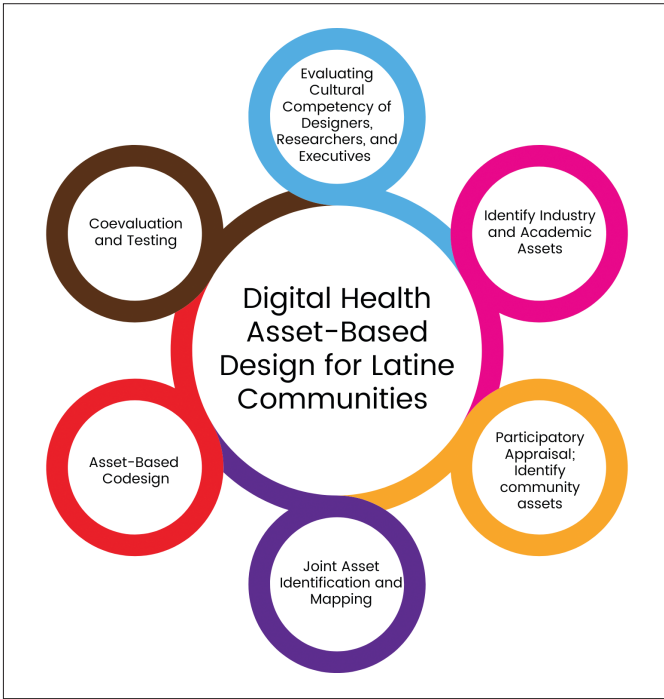 Evaluating
Cultural
Competency of
Designers,
Researchers, and
Executives
Identify Industry
and Academic
Assets
Participatory
Appraisal;
Identify
community
assets
Joint Asset
Identification and
Mapping
Asset-Based
Codesign
Coevaluation
and Testing
Digital Health
Asset-Based
Design for Latine
Communities